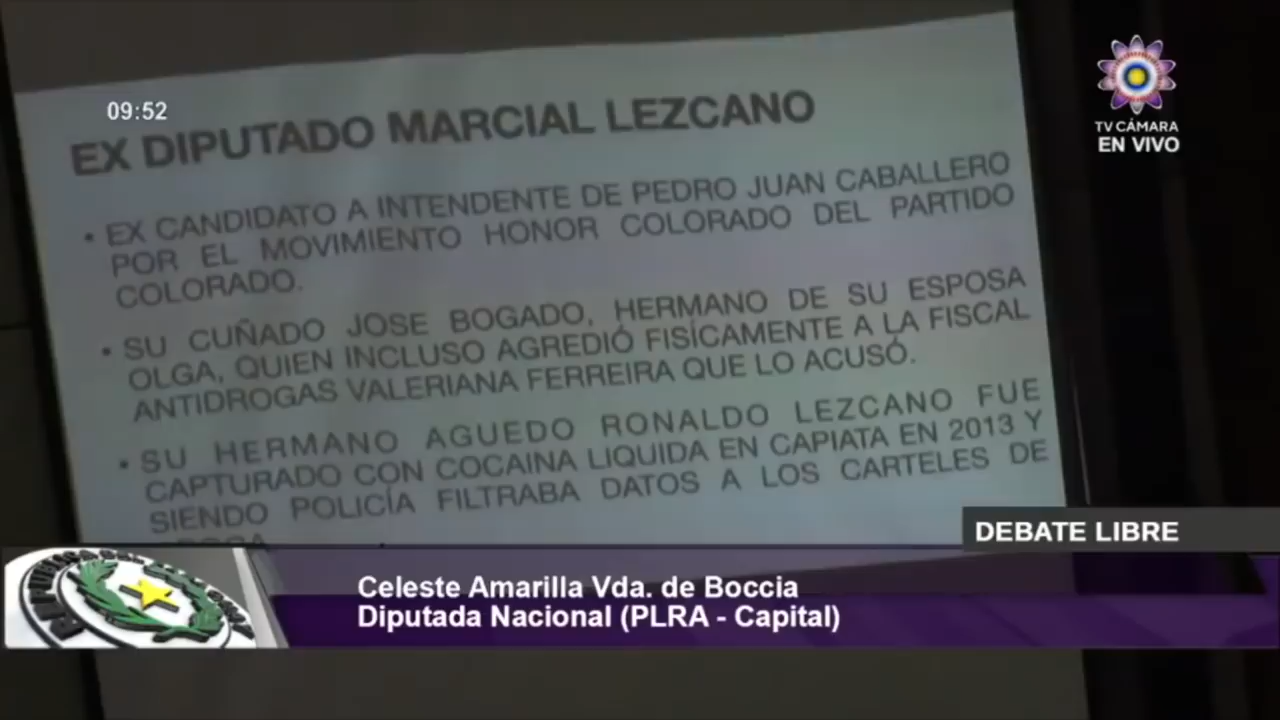 09:52
TV CÁMARA
EN VIVO
EX DIPUTADO MARCIAL LEZCANO
• EX CANDIDATO A INTENDENTE DE PEDRO JUAN CABALLERO
POR EL MOVIMIENTO HONOR COLORADO DEL PARTIDO
COLORADO.
• SU CUÑADO JOSE BOGADO, HERMANO DE SU ESPOSA
OLGA, QUIEN INCLUSO AGREDIÓ FISÍCAMENTE A LA FISCAL
ANTIDROGAS VALERIANA FERREIRA QUE LO ACUSÓ.
• SU HERMANO AGUEDO RONALDO LEZCANO FUE
CAPTURADO CON COCAINA LIQUIDA EN CAPIATA EN 2013 Y
SIENDO POLICÍA FILTRABA DATOS A LOS CARTELES DE
DEBATE LIBRE
Celeste Amarilla Vda. de Boccia
Diputada Nacional (PLRA - Capital)